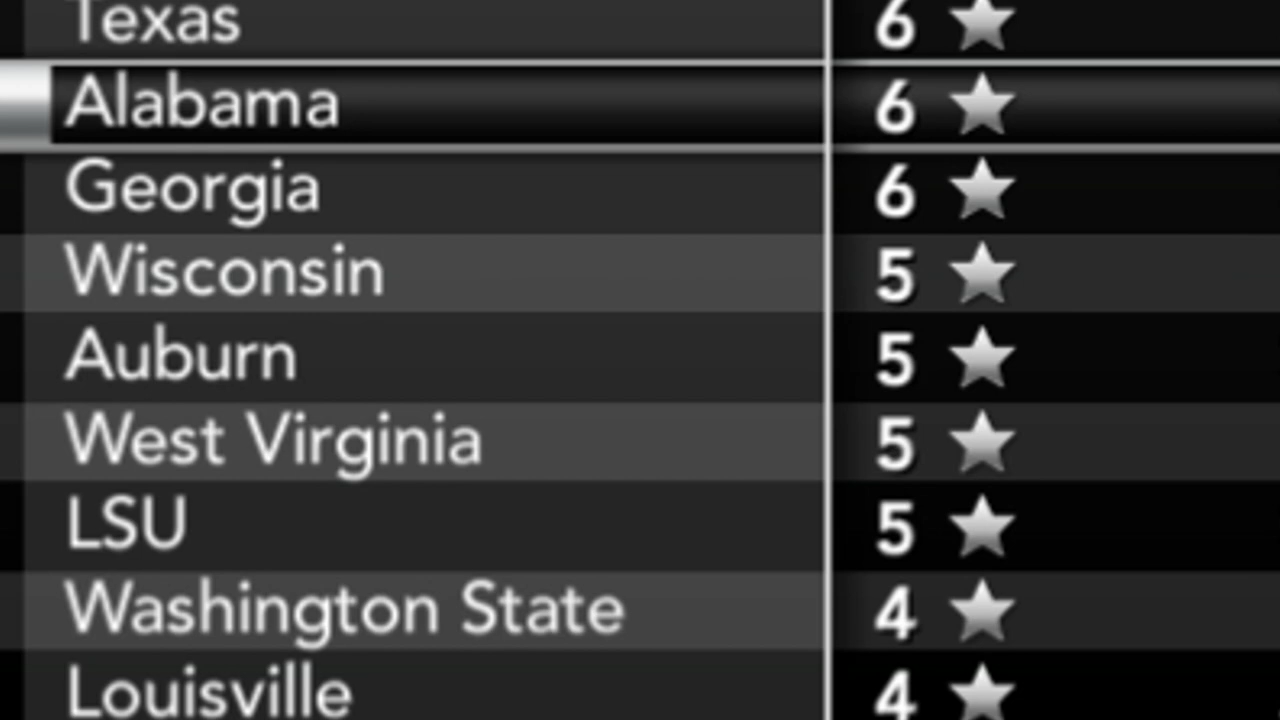 Texas 6
Alabama 6
Georgia 6
Wisconsin 5
Auburn 5
West Virginia 5
LSU 5
Washington State 4
Louisville 4